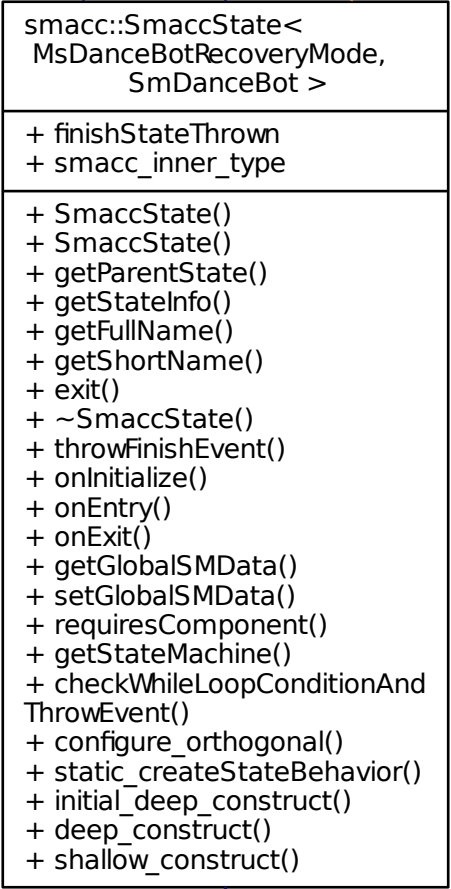 smacc::SmaccState<
MsDanceBotRecoveryMode,
SmDanceBot >
+ finishStateThrown
+ smacc_inner_type
+ SmaccState()
+ SmaccState()
+ getParentState()
+ getStateInfo()
+ getFullName()
+ getShortName()
+ exit()
+ ~SmaccState()
+ throwFinishEvent()
+ onInitialize()
+ onEntry()
+ onExit()
+ getGlobalSMData()
+ setGlobalSMData()
+ requiresComponent()
+ getStateMachine()
+ checkWhileLoopConditionAnd
ThrowEvent()
+ configure_orthogonal()
+ static_createStateBehavior()
+ initial_deep_construct()
+ deep_construct()
+ shallow_construct()